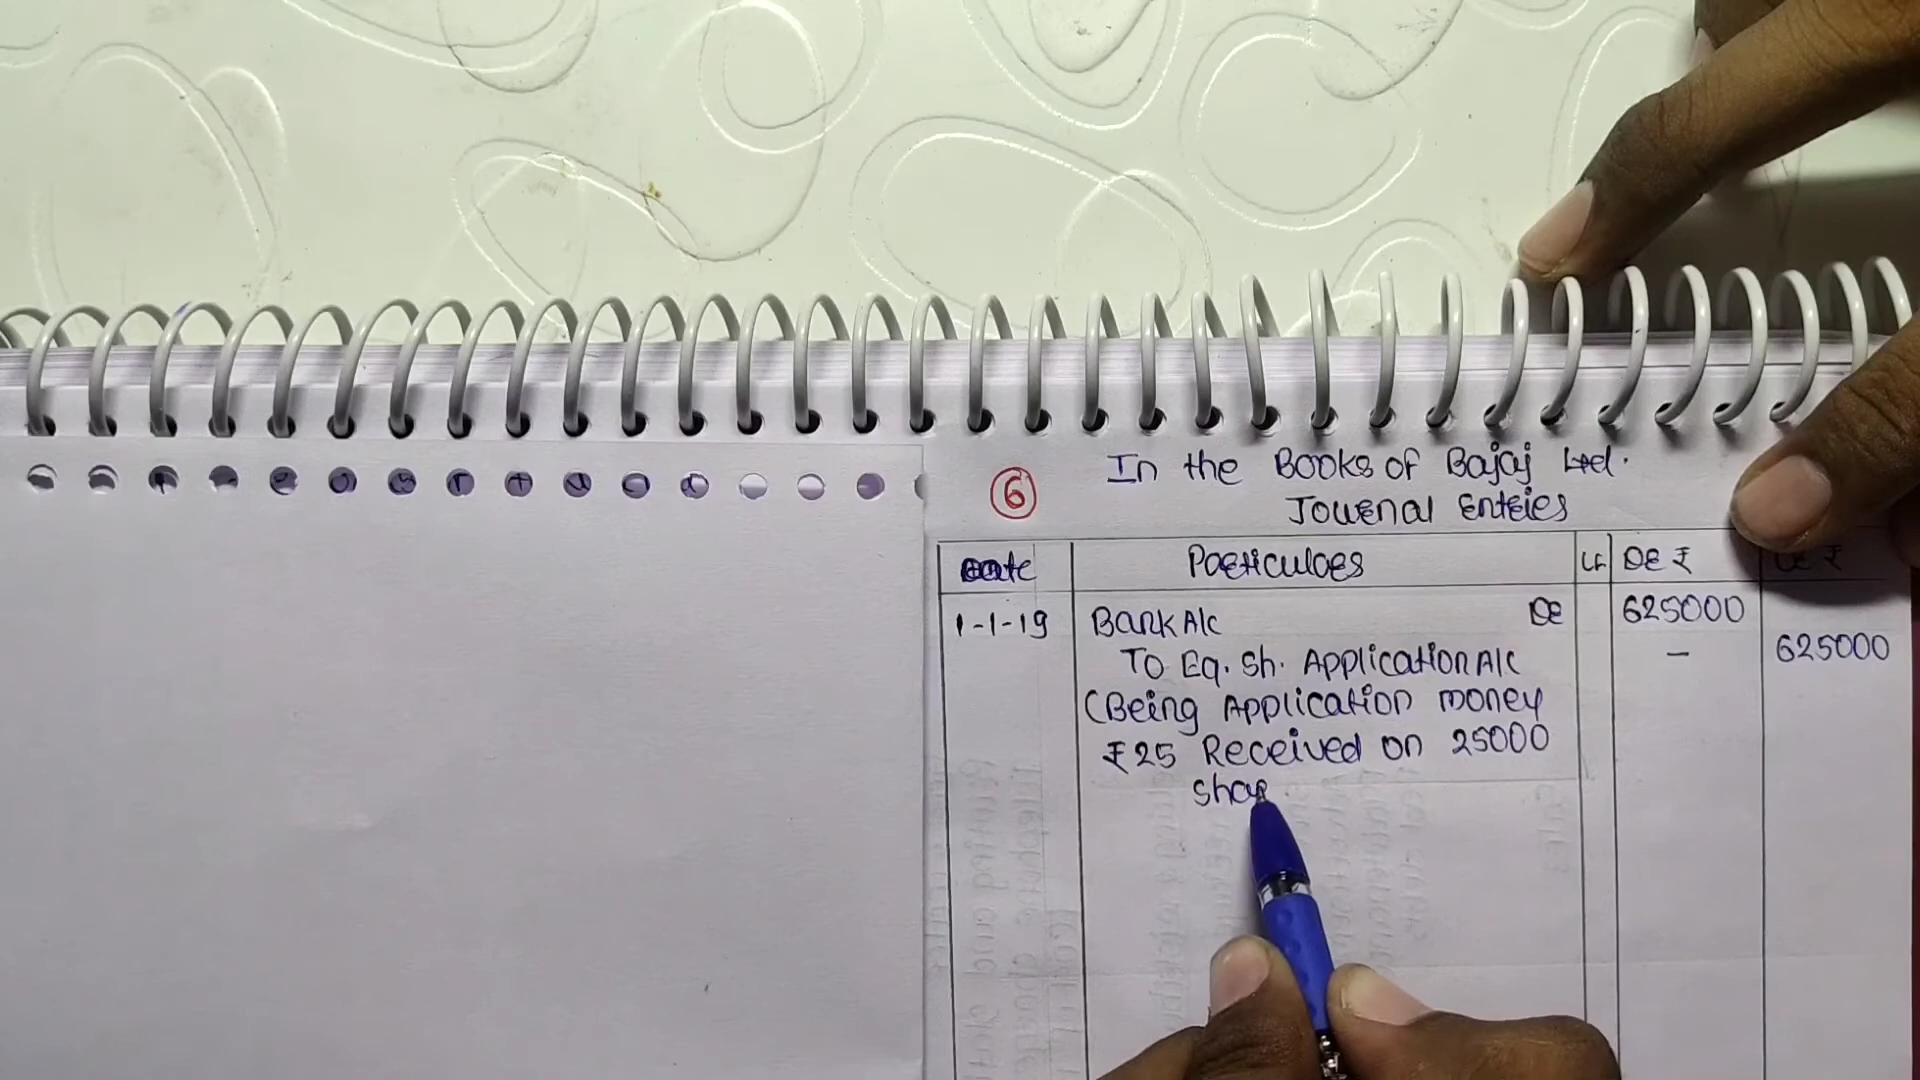 6
In the Books of Bajaj Ltd.
Journal Entries
Date Particulars LF Dr ₹ Cr ₹
1-1-19 Bank A/c Dr 625000
To Eq. Sh. Application A/c - 625000
(Being Application money
₹25 Received on 25000
shar